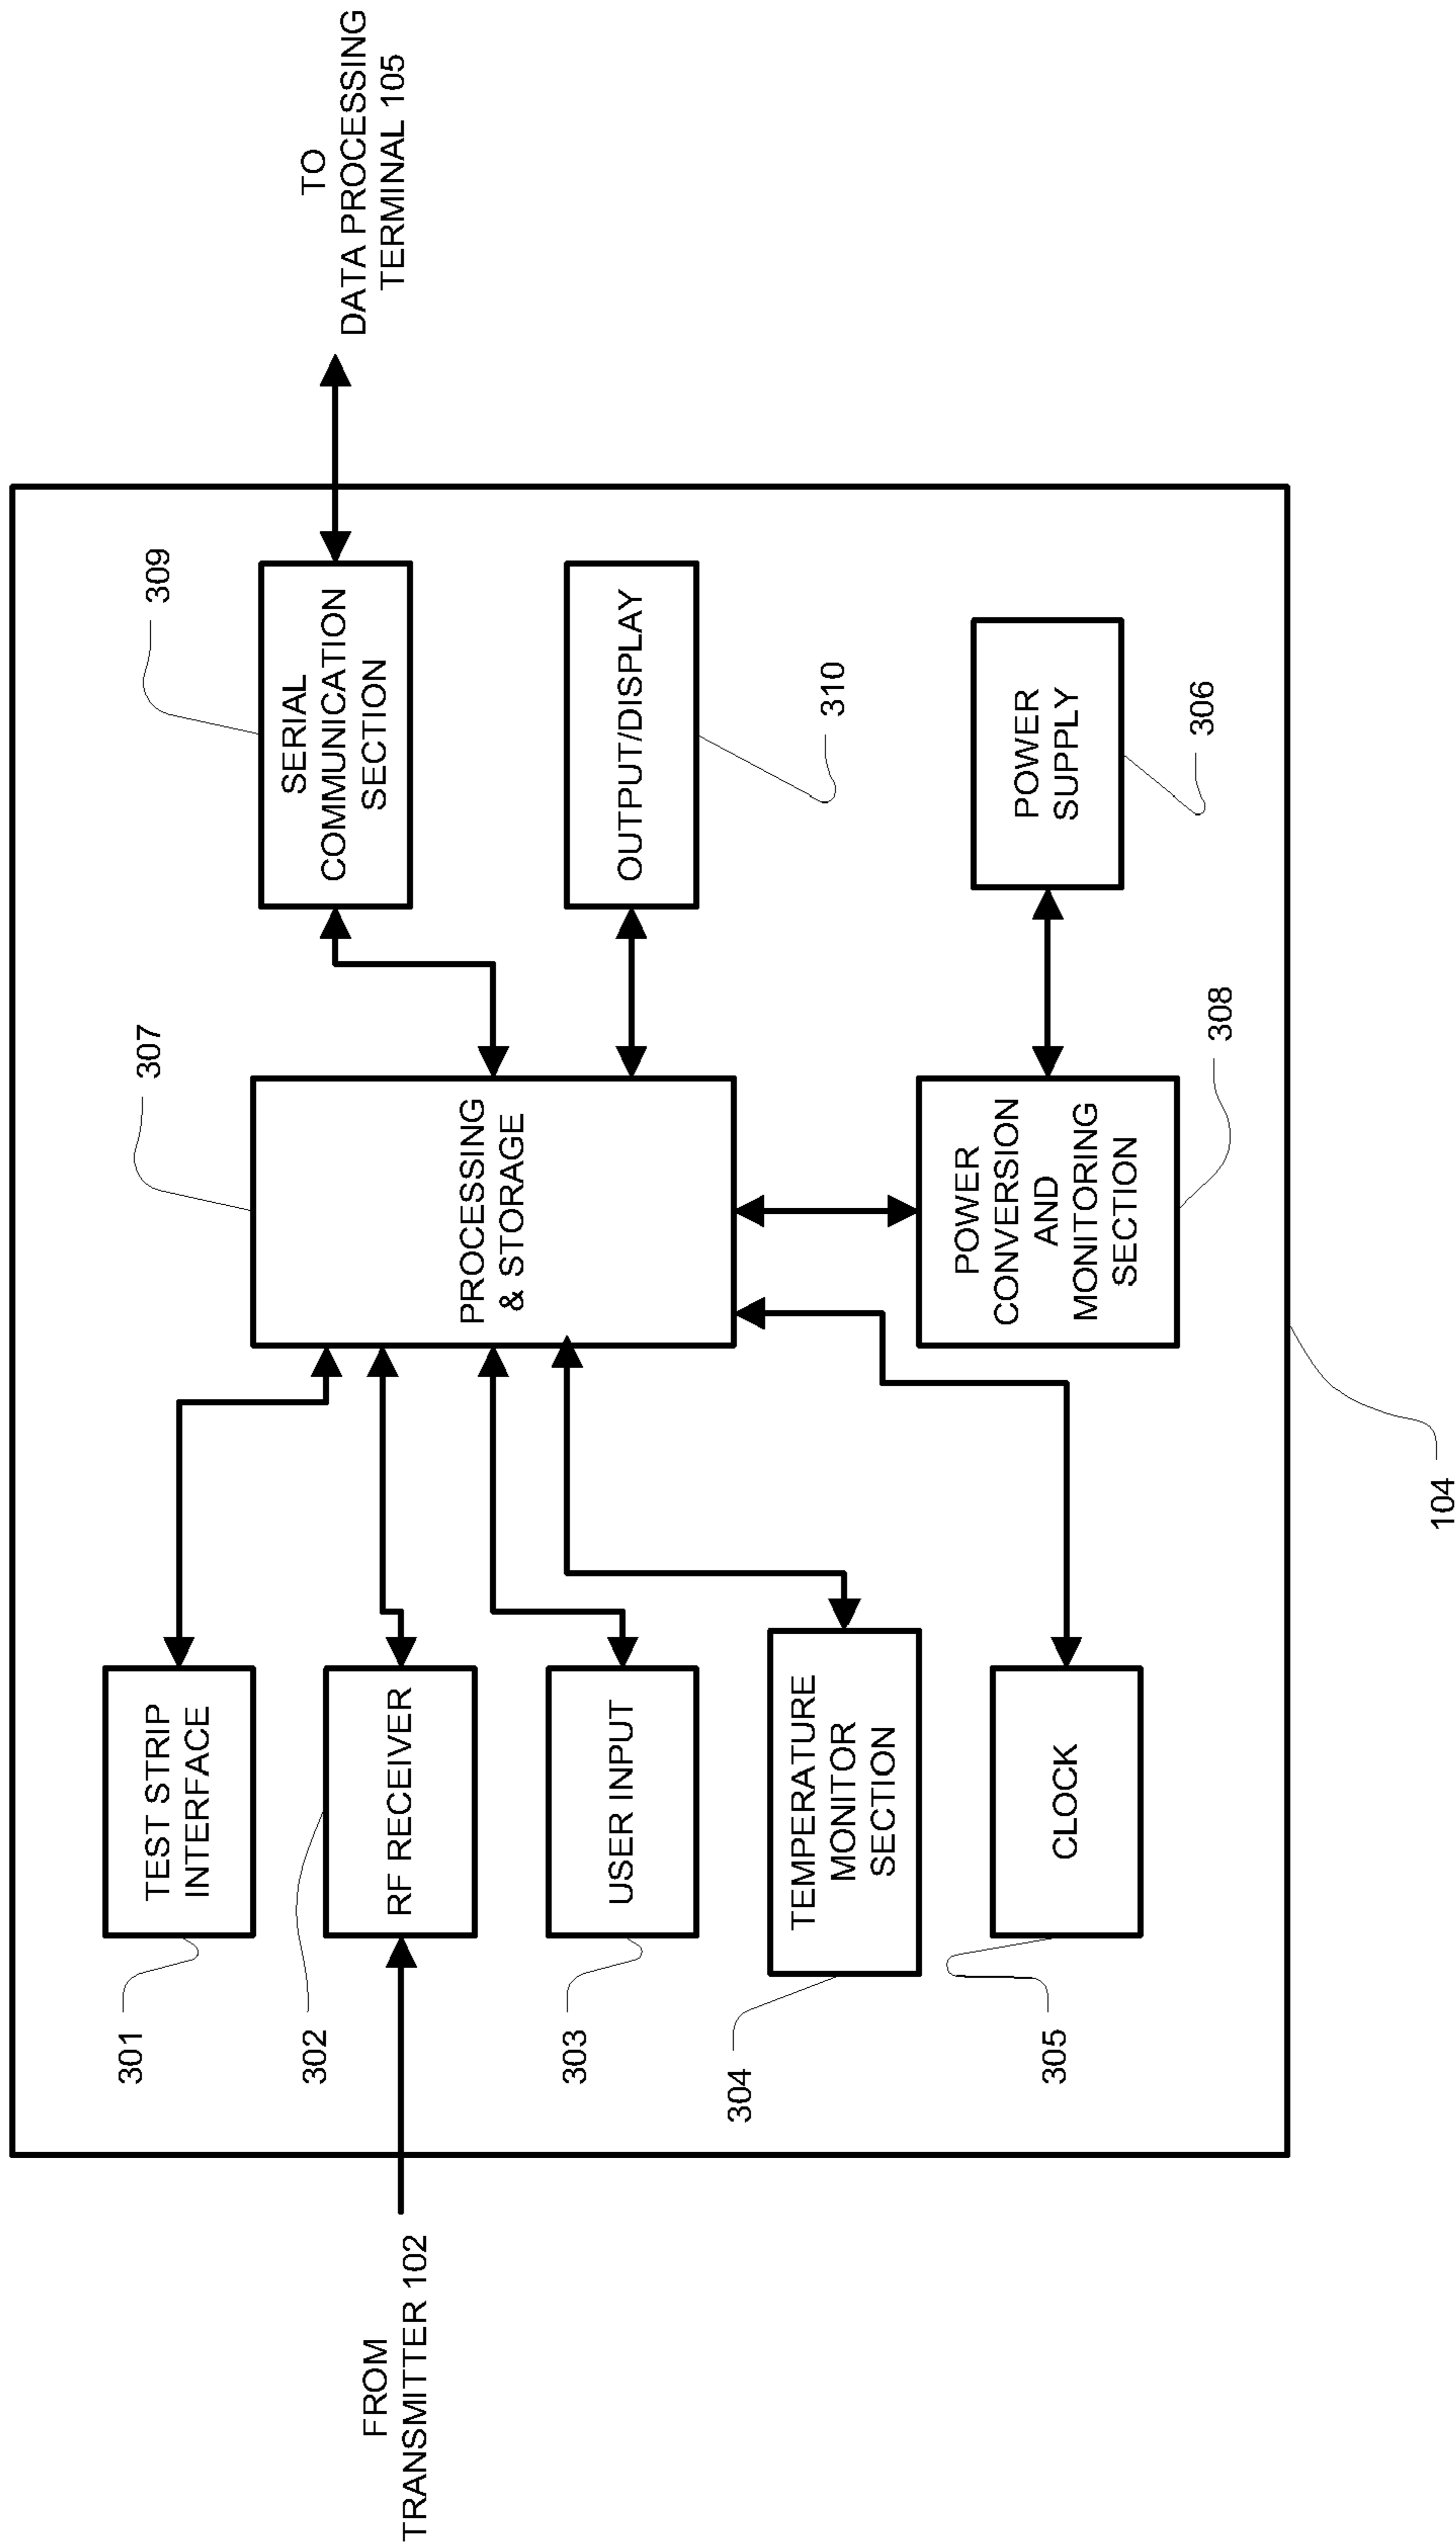 FROM
TRANSMITTER 102
301
TEST STRIP
INTERFACE
302
RF RECEIVER
303
USER INPUT
304
TEMPERATURE
MONITOR
SECTION
305
CLOCK
307
PROCESSING
& STORAGE
308
POWER
CONVERSION
AND
MONITORING
SECTION
309
SERIAL
COMMUNICATION
SECTION
310
OUTPUT/DISPLAY
306
POWER
SUPPLY
TO
DATA PROCESSING
TERMINAL 105
104